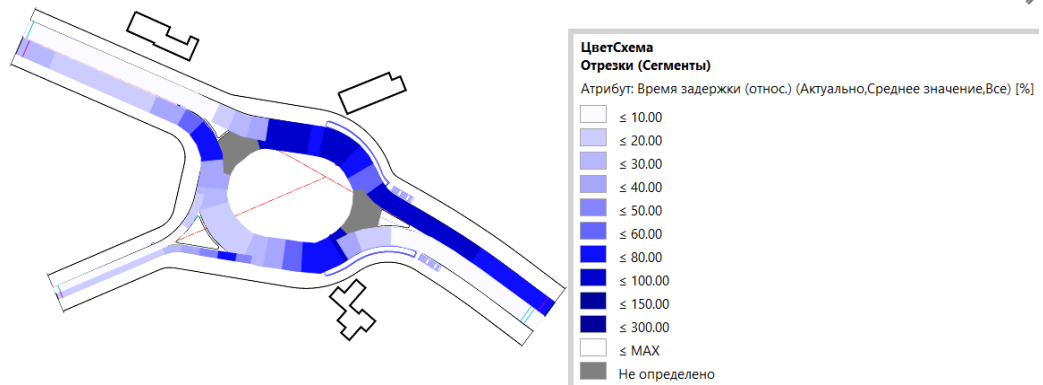 ЦветСхема
Отрезки (Сегменты)
Атрибут: Время задержки (относ.) (Актуально,Среднее значение,Все) [%]
≤ 10.00
≤ 20.00
≤ 30.00
≤ 40.00
≤ 50.00
≤ 60.00
≤ 80.00
≤ 100.00
≤ 150.00
≤ 300.00
≤ MAX
Не определено